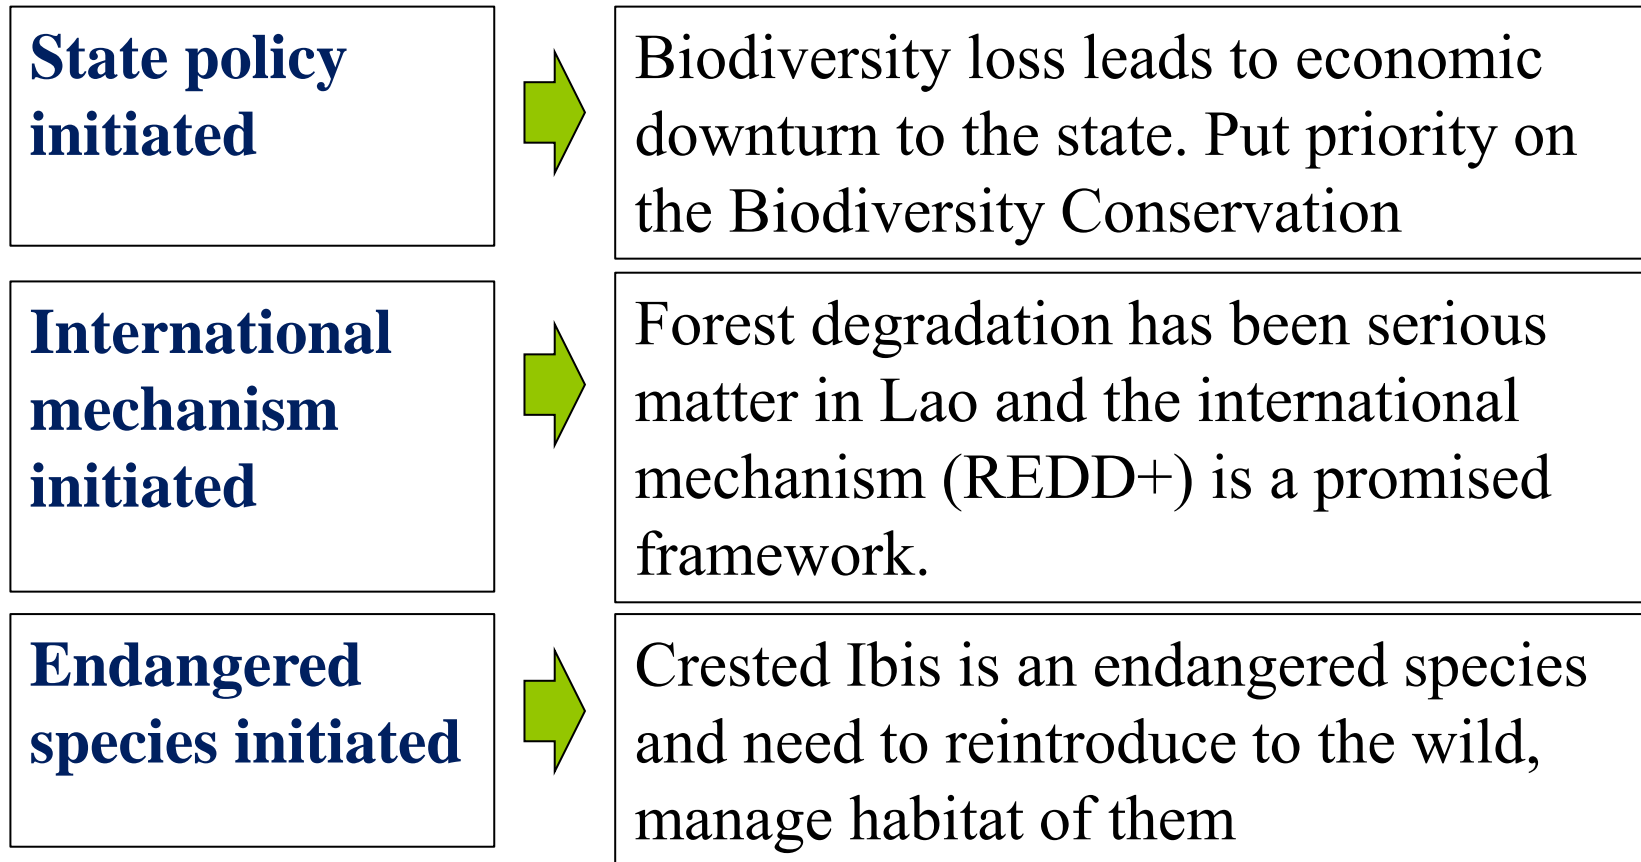 State policy
initiated
Biodiversity loss leads to economic
downturn to the state. Put priority on
the Biodiversity Conservation
International
mechanism
initiated
Forest degradation has been serious
matter in Lao and the international
mechanism (REDD+) is a promised
framework.
Endangered
species initiated
Crested Ibis is an endangered species
and need to reintroduce to the wild,
manage habitat of them